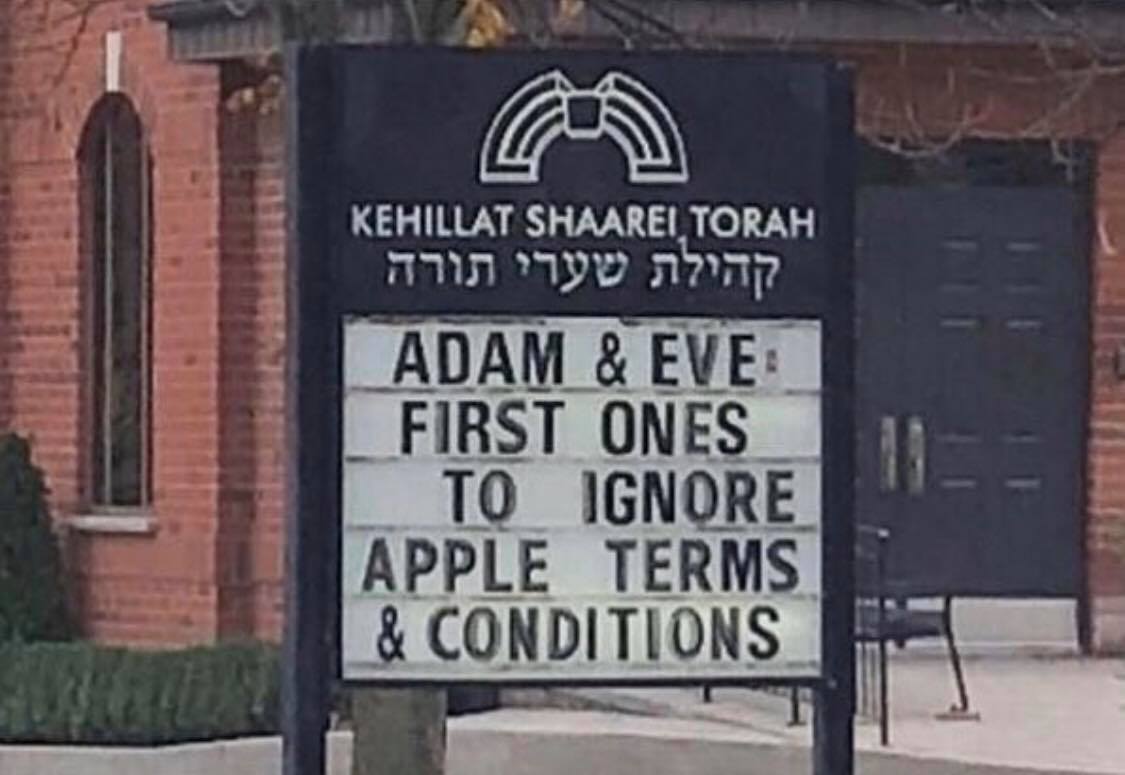 KEHILLAT SHAAREI TORAH
קהילת שערי תורה
ADAM & EVE:
FIRST ONES
TO IGNORE
APPLE TERMS
& CONDITIONS